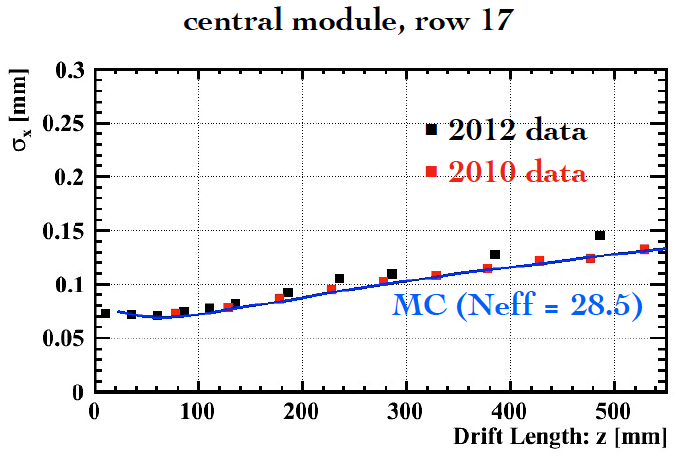 central module, row 17
σx [mm]
0.3
0.25
0.2
0.15
0.1
0.05
0
2012 data
2010 data
MC (Neff = 28.5)
0 100 200 300 400 500
Drift Length: z [mm]